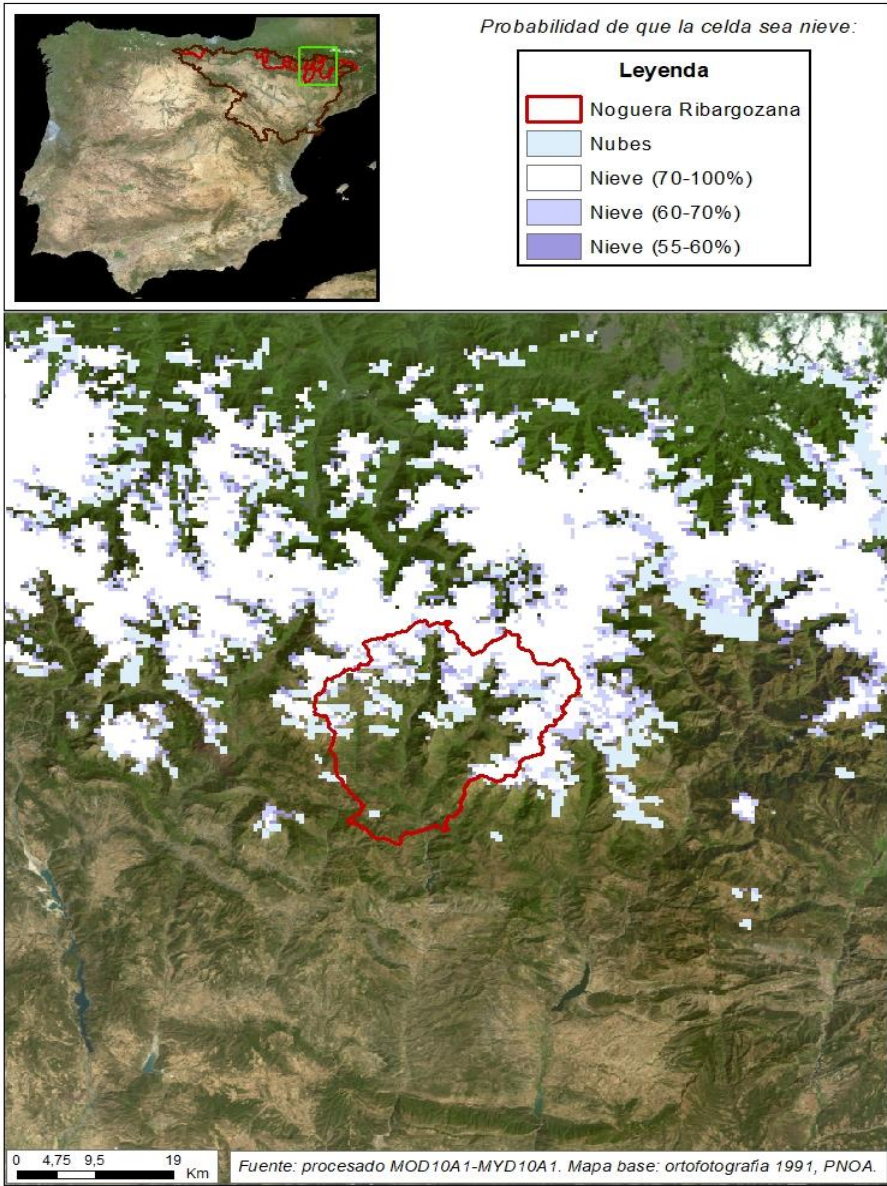 Probabilidad de que la celda sea nieve:
Leyenda
Noguera Ribargozana
Nubes
Nieve (70-100%)
Nieve (60-70%)
Nieve (55-60%)
0 4,75 9,5 19
Km
Fuente: procesado MOD10A1-MYD10A1. Mapa base: ortofotografía 1991, PNOA.